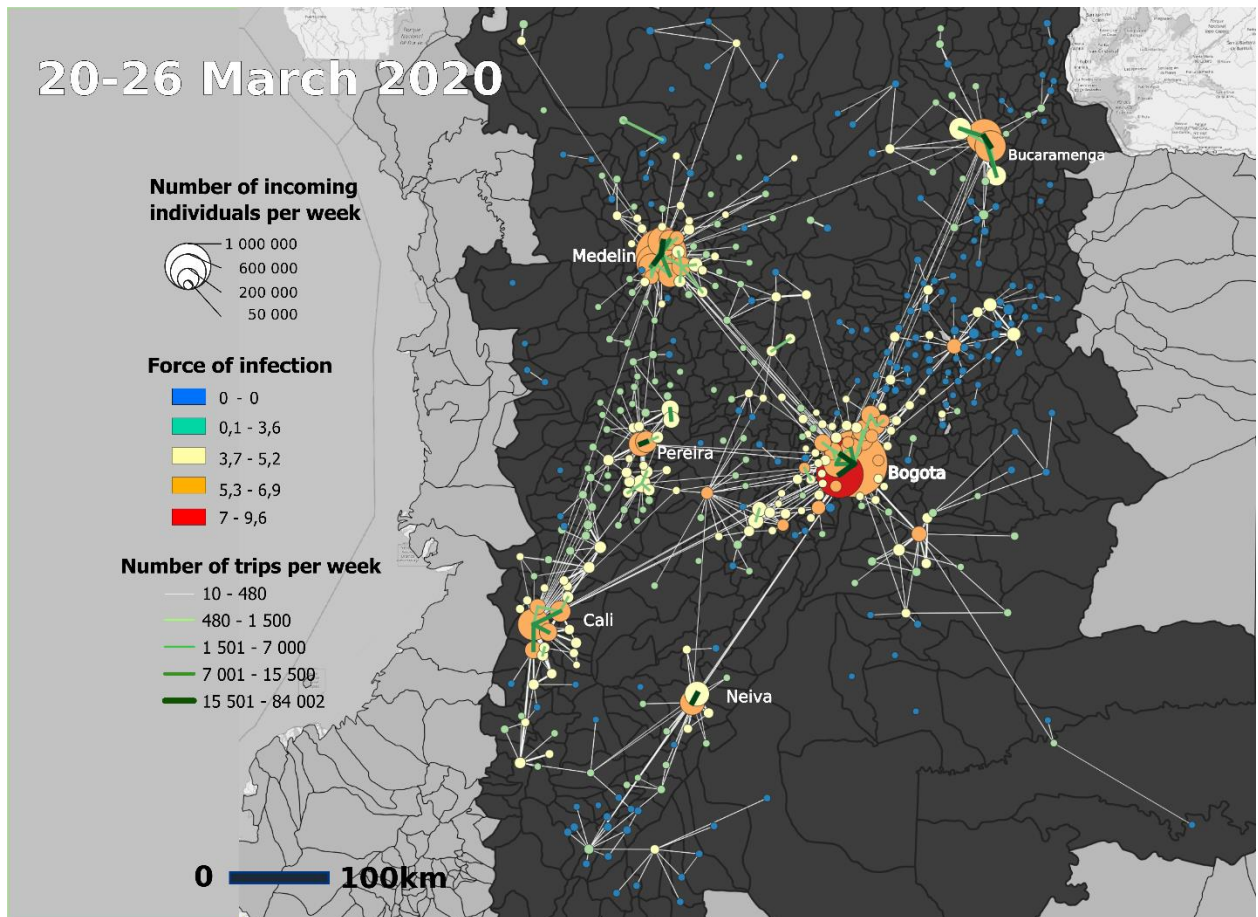 20-26 March 2020
Number of incoming
individuals per week
1 000 000
600 000
200 000
50 000
Force of infection
0 - 0
0,1 - 3,6
3,7 - 5,2
5,3 - 6,9
7 - 9,6
Number of trips per week
10 - 480
480 - 1 500
1 501 - 7 000
7 001 - 15 500
15 501 - 84 002
Bucaramenga
Medelin
Pereira
Bogota
Cali
Neiva
0 100km